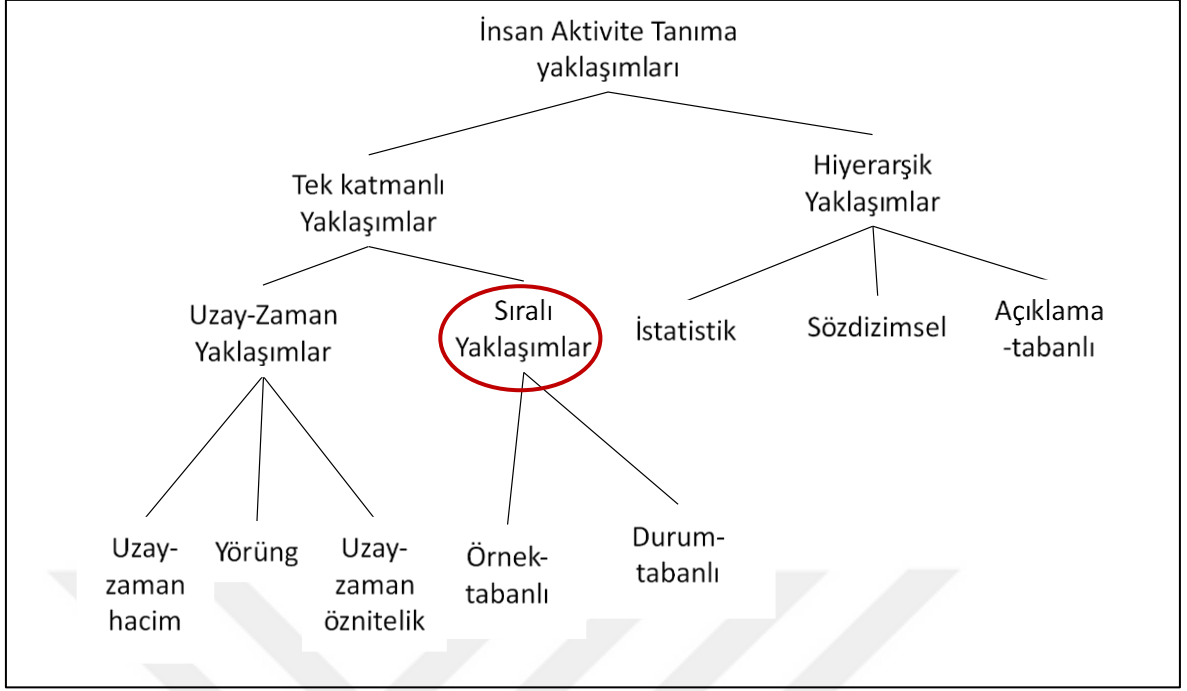 İnsan Aktivite Tanıma
yaklaşımları
Tek katmanlı
Yaklaşımlar
Hiyerarşik
Yaklaşımlar
Uzay-Zaman
Yaklaşımlar
Sıralı
Yaklaşımlar
İstatistik
Sözdizimsel
Açıklama
-tabanlı
Uzay-
zaman
hacim
Yörüng
Uzay-
zaman
öznitelik
Örnek-
tabanlı
Durum-
tabanlı